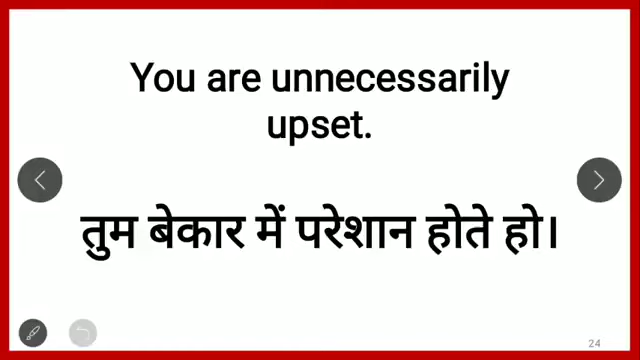 You are unnecessarily
upset.
तुम बेकार में परेशान होते हो।
24